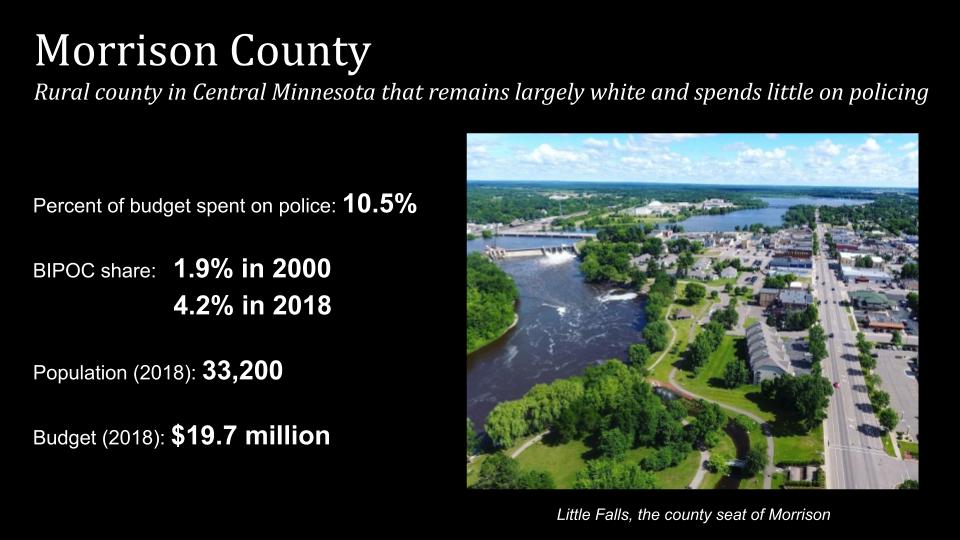 Morrison County
Rural county in Central Minnesota that remains largely white and spends little on policing
Percent of budget spent on police: 10.5%
BIPOC share: 1.9% in 2000
4.2% in 2018
Population (2018): 33,200
Budget (2018): $19.7 million
Little Falls, the county seat of Morrison